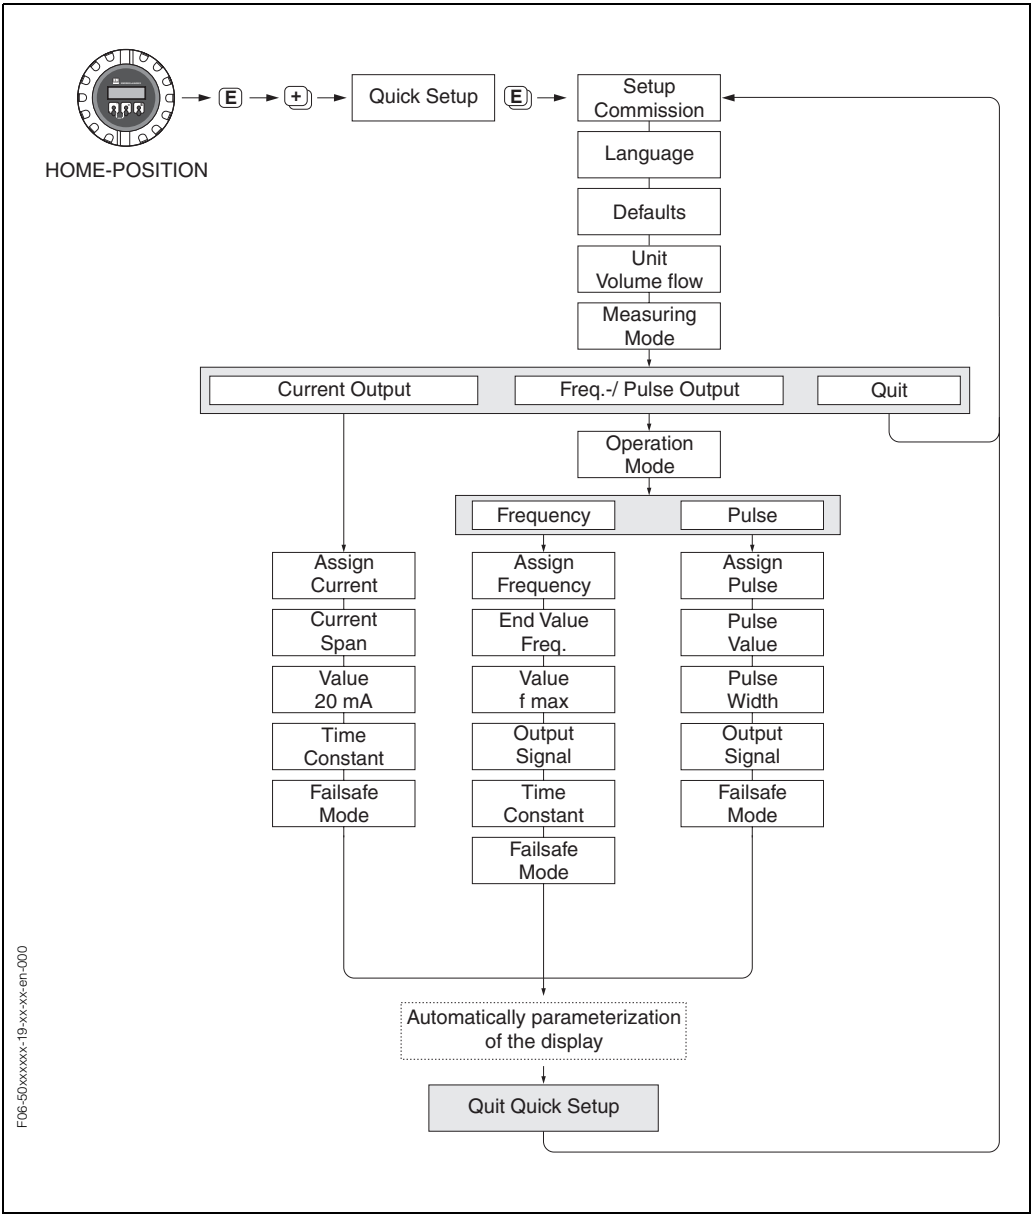 E
+
Quick Setup
E
Setup
Commission
HOME-POSITION
Language
Defaults
Unit
Volume flow
Measuring
Mode
Current Output
Freq.-/ Pulse Output
Quit
Operation
Mode
Frequency
Pulse
Assign
Current
Assign
Frequency
Assign
Pulse
Current
Span
End Value
Freq.
Pulse
Value
Value
20 mA
Value
f max
Pulse
Width
Time
Constant
Output
Signal
Output
Signal
Failsafe
Mode
Time
Constant
Failsafe
Mode
Failsafe
Mode
Automatically parameterization
of the display
Quit Quick Setup
F06-50xxxxxx-19-xx-xx-en-000